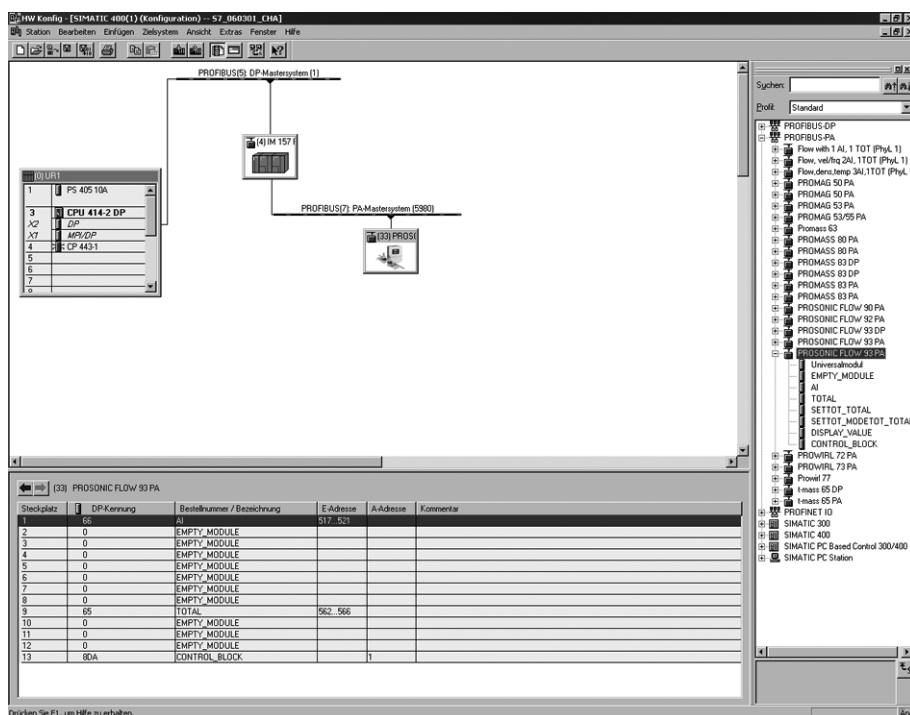 HW Konfig - [SIMATIC 400(1) (Konfiguration) -- S7_060301_CHA]
Station Bearbeiten Einfügen Zielsystem Ansicht Extras Fenster Hilfe
PROFIBUS(5): DP-Mastersystem (1)
(4) IM 157
PROFIBUS(7): PA-Mastersystem (5980)
(33) PROS(
(0) UR1
1 PS 405 10A
3 CPU 414-2 DP
X2 DP
X1 MPI/DP
4 CP 443-1
5
6
7
Suchen:
Profil: Standard
PROFIBUS-DP
PROFIBUS-PA
Flow with 1 AI, 1 TOT (PhyL 1)
Flow, vel/frq 2AI, 1TOT (PhyL 1)
Flow,dens,temp 3AI,1TOT (PhyL
PROMAG 50 PA
PROMAG 50 PA
PROMAG 53 PA
PROMAG 53/55 PA
Promass 63
PROMASS 80 PA
PROMASS 80 PA
PROMASS 83 DP
PROMASS 83 DP
PROMASS 83 PA
PROMASS 83 PA
PROSONIC FLOW 90 PA
PROSONIC FLOW 92 PA
PROSONIC FLOW 93 DP
PROSONIC FLOW 93 PA
PROSONIC FLOW 93 PA
Universalmodul
EMPTY_MODULE
AI
TOTAL
SETTOT_TOTAL
SETTOT_MODETOT_TOTAL
DISPLAY_VALUE
CONTROL_BLOCK
PROWIRL 72 PA
PROWIRL 73 PA
Prowirl 77
t-mass 65 DP
t-mass 65 PA
PROFINET IO
SIMATIC 300
SIMATIC 400
SIMATIC PC Based Control 300/400
SIMATIC PC Station
(33) PROSONIC FLOW 93 PA
Steckplatz DP-Kennung Bestellnummer / Bezeichnung E-Adresse A-Adresse Kommentar
1 66 AI 517...521
2 0 EMPTY_MODULE
3 0 EMPTY_MODULE
4 0 EMPTY_MODULE
5 0 EMPTY_MODULE
6 0 EMPTY_MODULE
7 0 EMPTY_MODULE
8 0 EMPTY_MODULE
9 65 TOTAL 562...566
10 0 EMPTY_MODULE
11 0 EMPTY_MODULE
12 0 EMPTY_MODULE
13 8DA CONTROL_BLOCK 1
Drücken Sie F1, um Hilfe zu erhalten.